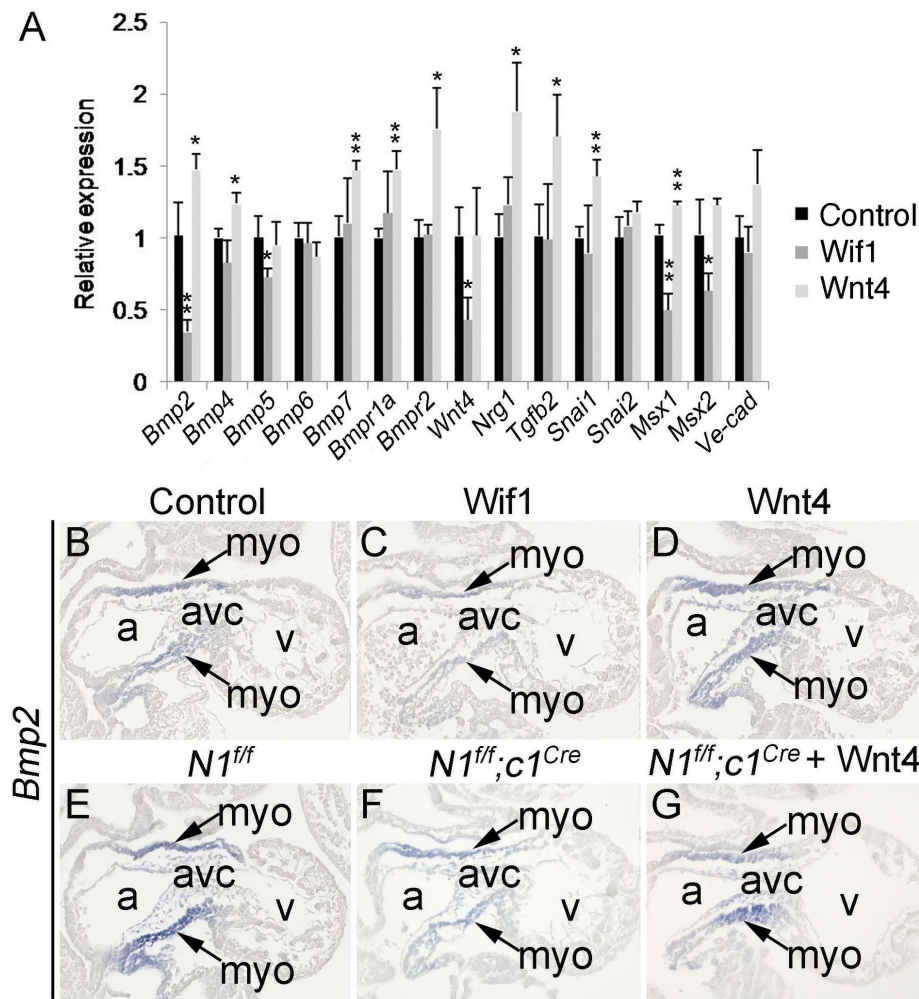 A
2.5
2
1.5
1
0.5
0
Relative expression
* * * * * * * * * * * * * * * * * * * *
Control
Wif1
Wnt4
Bmp2 Bmp4 Bmp5 Bmp6 Bmp7 Bmpr1a Bmpr2 Wnt4 Nrg1 Tgfb2 Snai1 Snai2 Msx1 Msx2 Ve-cad
Control Wif1 Wnt4
Bmp2
B myo a avc v myo
C myo a avc v myo
D myo a avc v myo
N1f/f N1f/f;c1Cre N1f/f;c1Cre + Wnt4
E myo a avc v myo
F myo a avc v myo
G myo a avc v myo